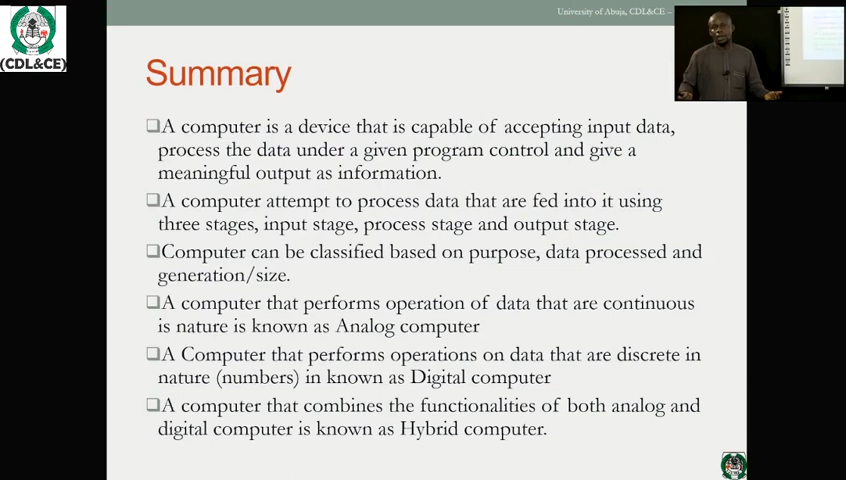 University of Abuja, CDL&CE –
(CDL&CE)
Summary
❑A computer is a device that is capable of accepting input data,
process the data under a given program control and give a
meaningful output as information.
❑A computer attempt to process data that are fed into it using
three stages, input stage, process stage and output stage.
❑Computer can be classified based on purpose, data processed and
generation/size.
❑A computer that performs operation of data that are continuous
is nature is known as Analog computer
❑A Computer that performs operations on data that are discrete in
nature (numbers) in known as Digital computer
❑A computer that combines the functionalities of both analog and
digital computer is known as Hybrid computer.